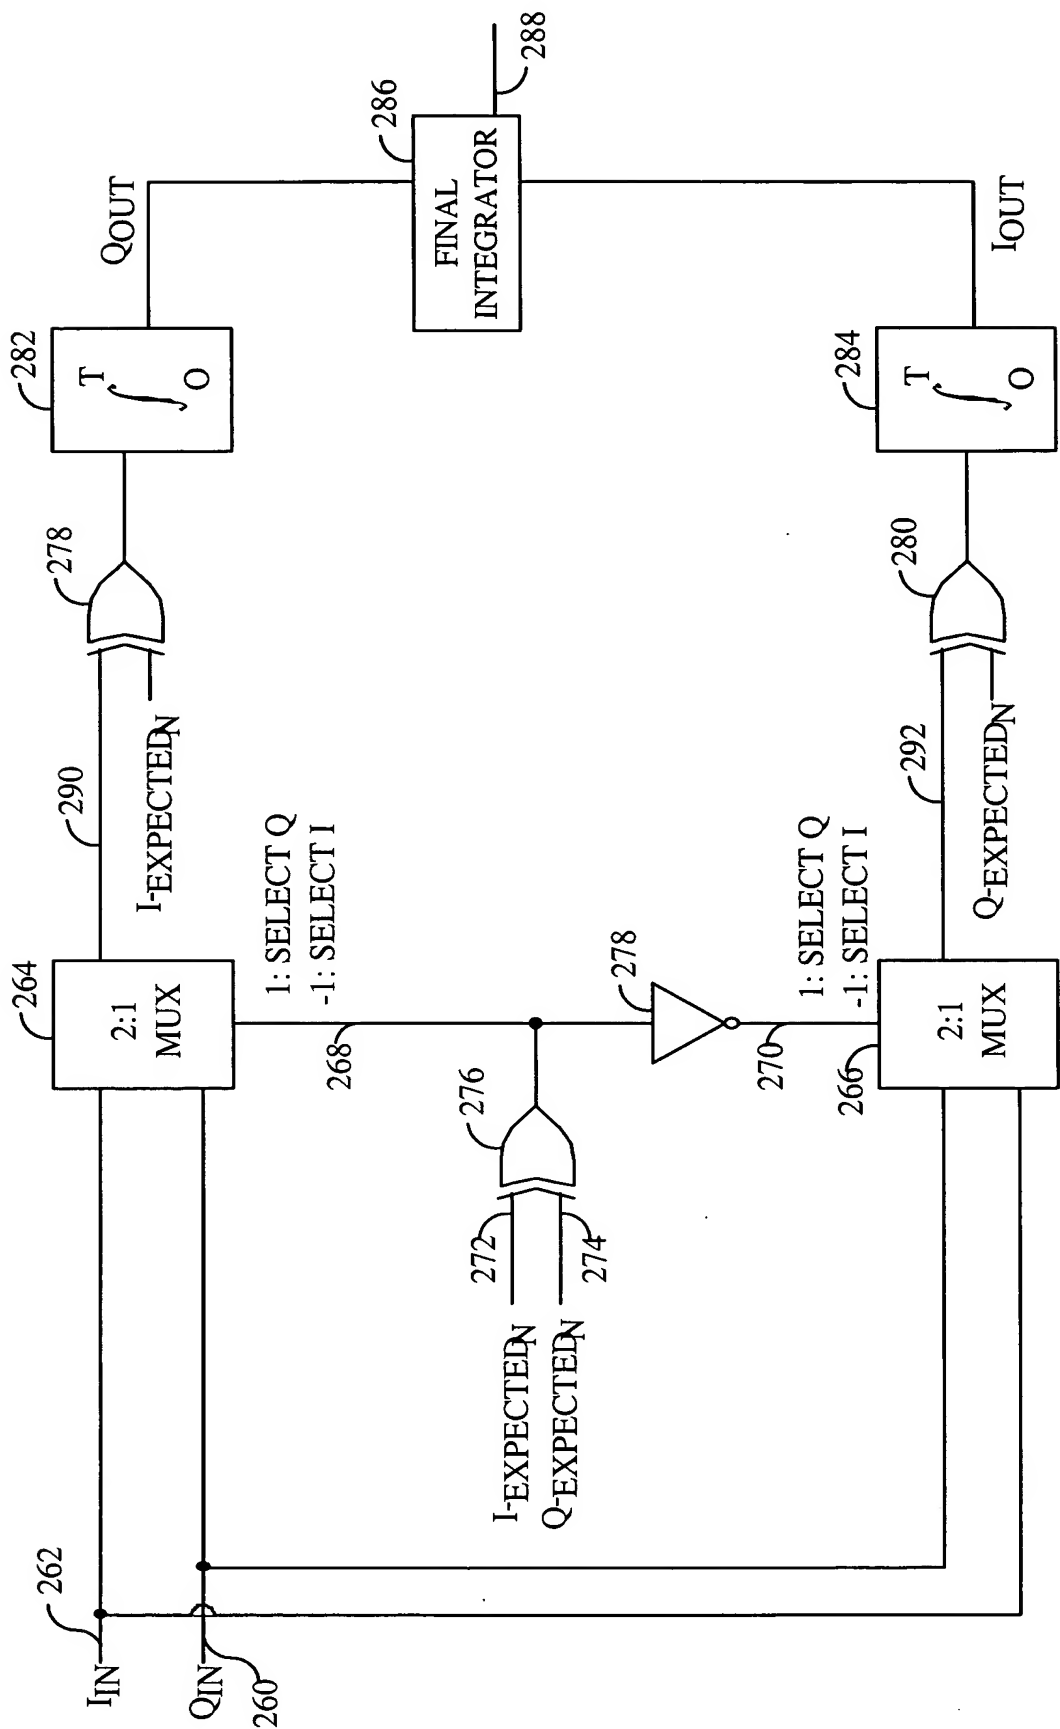 IIN
262
QIN
260
264
2:1
MUX
290
I-EXPECTEDN
278
282
T
O
QOUT
1: SELECT Q
-1: SELECT I
268
I-EXPECTEDN
Q-EXPECTEDN
272
274
276
278
270
286
FINAL
INTEGRATOR
288
1: SELECT Q
-1: SELECT I
266
2:1
MUX
292
Q-EXPECTEDN
280
284
T
O
IOUT